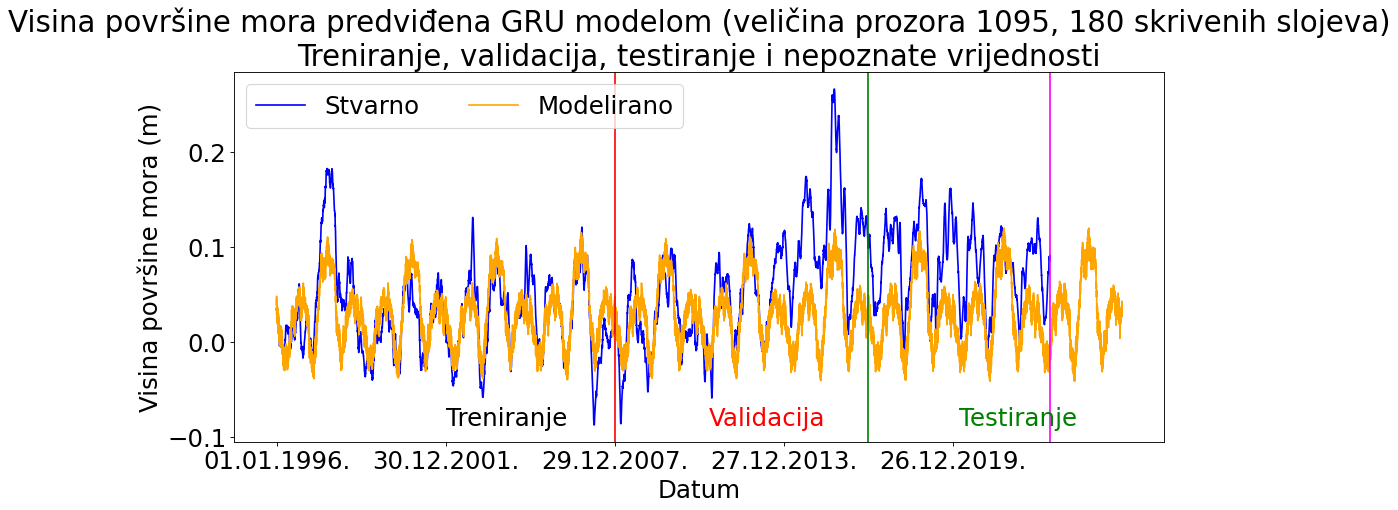 Visina površine mora predviđena GRU modelom (veličina prozora 1095, 180 skrivenih slojeva)
Treniranje, validacija, testiranje i nepoznate vrijednosti
Stvarno Modelirano
Visina površine mora (m)
0.2
0.1
0.0
−0.1
Treniranje Validacija Testiranje
01.01.1996. 30.12.2001. 29.12.2007. 27.12.2013. 26.12.2019.
Datum